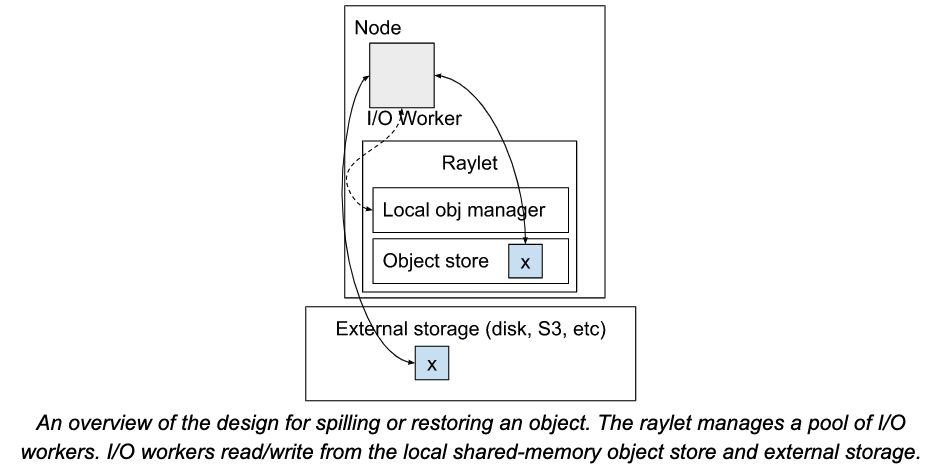 Node
I/O Worker
Raylet
Local obj manager
Object store
x
External storage (disk, S3, etc)
x
An overview of the design for spilling or restoring an object. The raylet manages a pool of I/O
workers. I/O workers read/write from the local shared-memory object store and external storage.